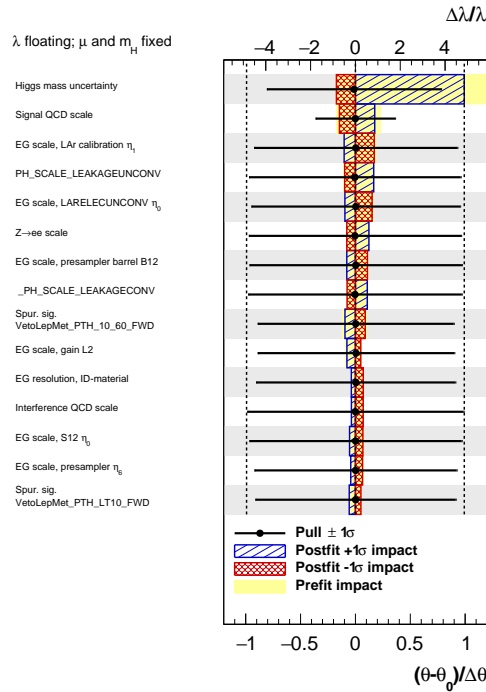 Δλ/λ
λ floating; μ and m_H fixed
−4 −2 0 2 4
Higgs mass uncertainty
Signal QCD scale
EG scale, LAr calibration η_1
PH_SCALE_LEAKAGEUNCONV
EG scale, LARELECUNCONV η_0
Z→ee scale
EG scale, presampler barrel B12
_PH_SCALE_LEAKAGECONV
Spur. sig.
VetoLepMet_PTH_10_60_FWD
EG scale, gain L2
EG resolution, ID-material
Interference QCD scale
EG scale, S12 η_0
EG scale, presampler η_6
Spur. sig.
VetoLepMet_PTH_LT10_FWD
Pull ± 1σ
Postfit +1σ impact
Postfit -1σ impact
Prefit impact
−1 −0.5 0 0.5 1
(θ-θ_0)/Δθ